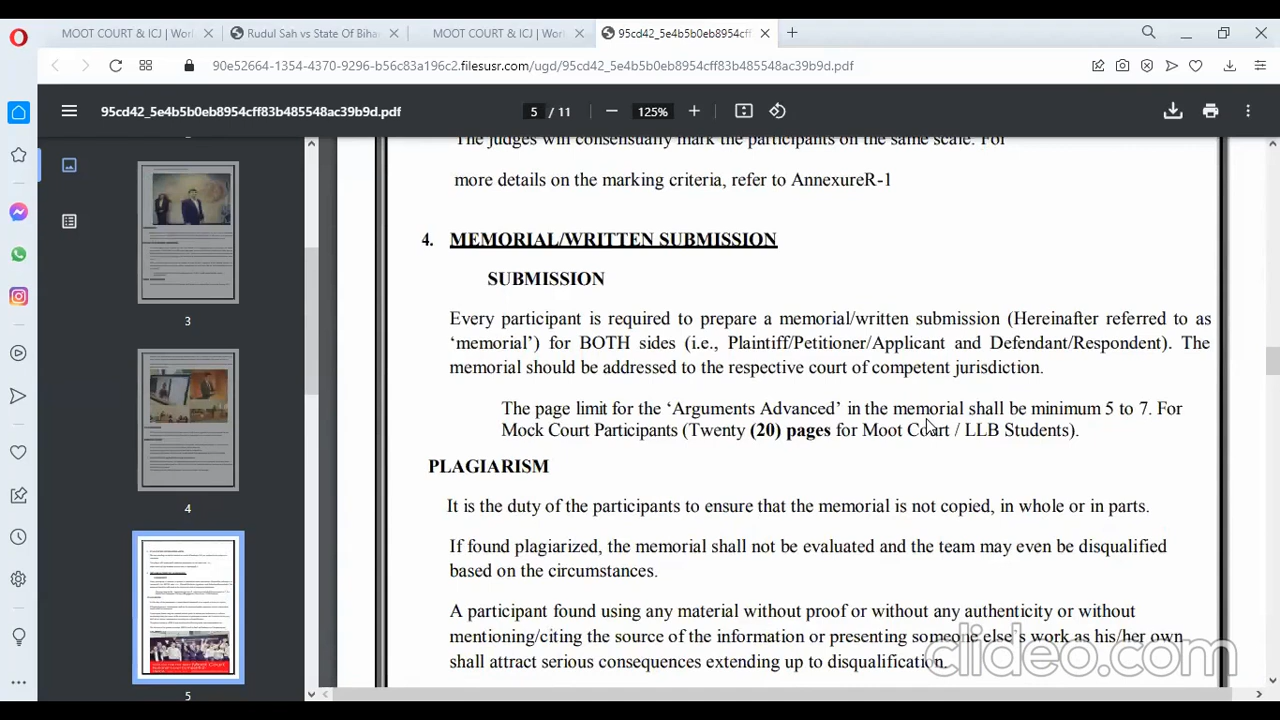 MOOT COURT & ICJ | Worl
Rudul Sah vs State Of Bihar
MOOT COURT & ICJ | Worl
95cd42_5e4b5b0eb8954cff
90e52664-1354-4370-9296-b56c83a196c2.filesusr.com/ugd/95cd42_5e4b5b0eb8954cff83b485548ac39b9d.pdf
95cd42_5e4b5b0eb8954cff83b485548ac39b9d.pdf
5 / 11
125%
3
4
5
The judges will consensually mark the participants on the same scale. For
more details on the marking criteria, refer to AnnexureR-1
4. MEMORIAL/WRITTEN SUBMISSION
SUBMISSION
Every participant is required to prepare a memorial/written submission (Hereinafter referred to as
‘memorial’) for BOTH sides (i.e., Plaintiff/Petitioner/Applicant and Defendant/Respondent). The
memorial should be addressed to the respective court of competent jurisdiction.
The page limit for the ‘Arguments Advanced’ in the memorial shall be minimum 5 to 7. For
Mock Court Participants (Twenty (20) pages for Moot Court / LLB Students).
PLAGIARISM
It is the duty of the participants to ensure that the memorial is not copied, in whole or in parts.
If found plagiarized, the memorial shall not be evaluated and the team may even be disqualified
based on the circumstances.
A participant found using any material without proof or without any authenticity or without
mentioning/citing the source of the information or presenting someone else's work as his/her own
shall attract serious consequences extending up to disqualification.
clideo.com